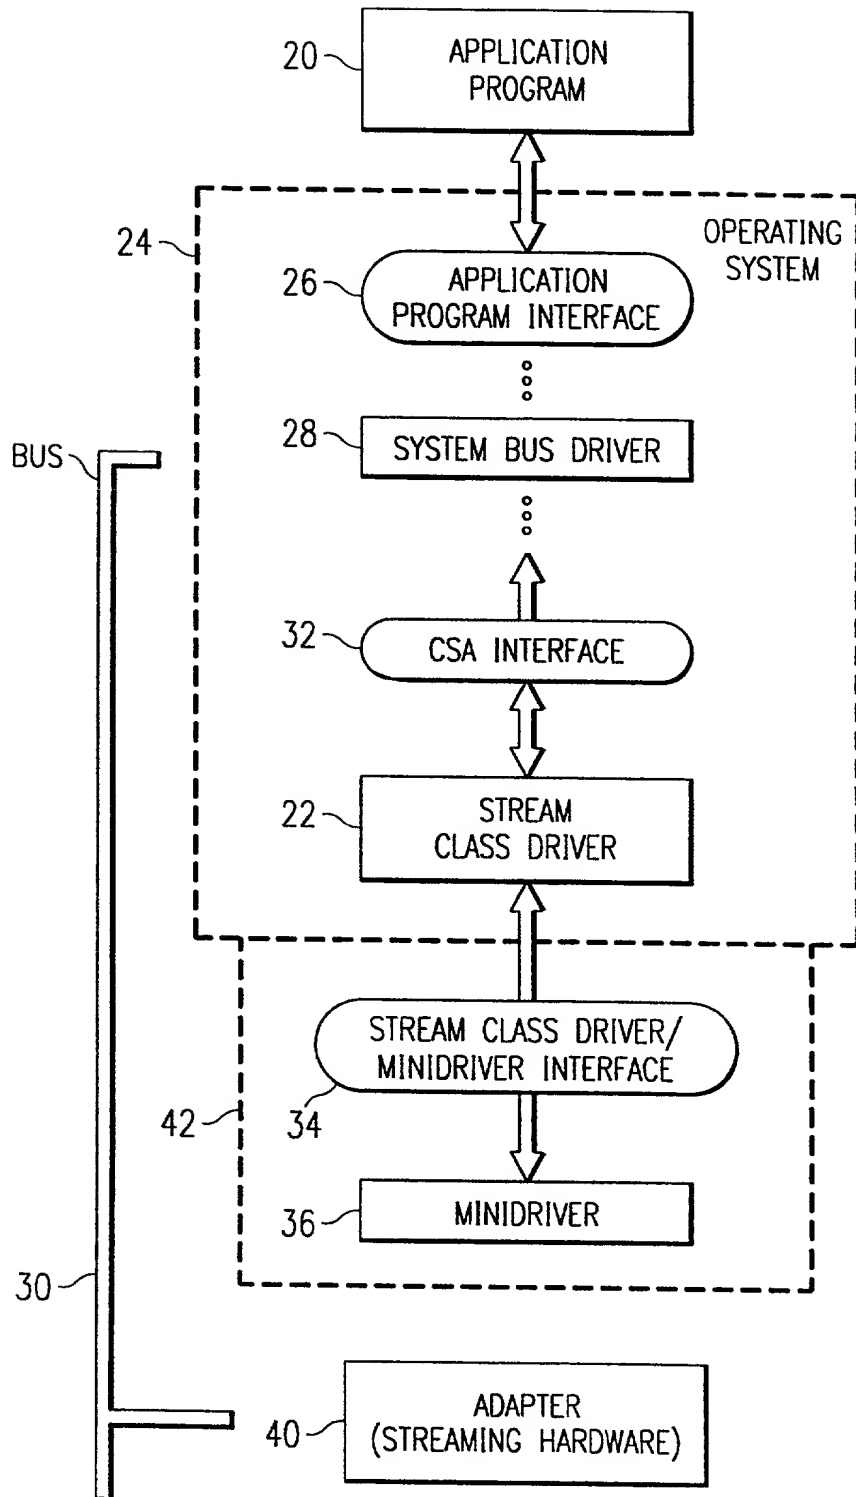 20
APPLICATION
PROGRAM
24
OPERATING
SYSTEM
26
APPLICATION
PROGRAM INTERFACE
28
SYSTEM BUS DRIVER
BUS
32
CSA INTERFACE
22
STREAM
CLASS DRIVER
STREAM CLASS DRIVER/
MINIDRIVER INTERFACE
34
42
36
MINIDRIVER
30
40
ADAPTER
(STREAMING HARDWARE)